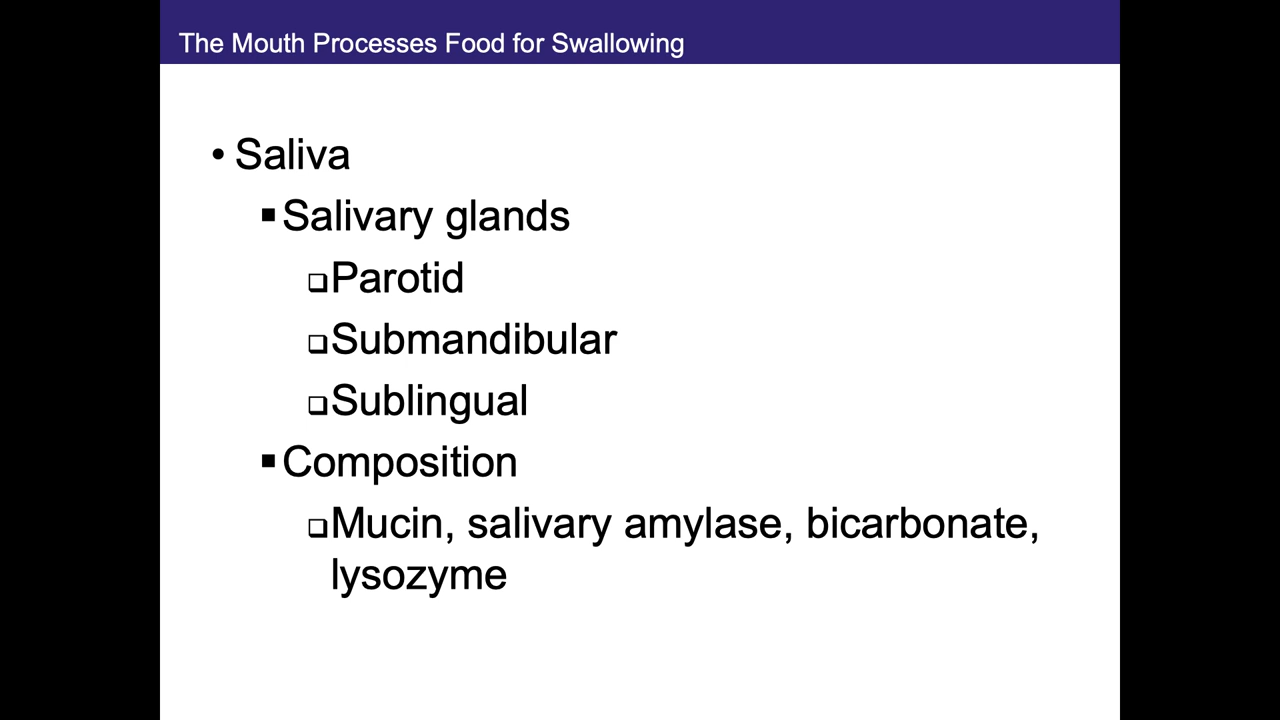 The Mouth Processes Food for Swallowing
• Saliva
▪ Salivary glands
❑ Parotid
❑ Submandibular
❑ Sublingual
▪ Composition
❑ Mucin, salivary amylase, bicarbonate,
lysozyme